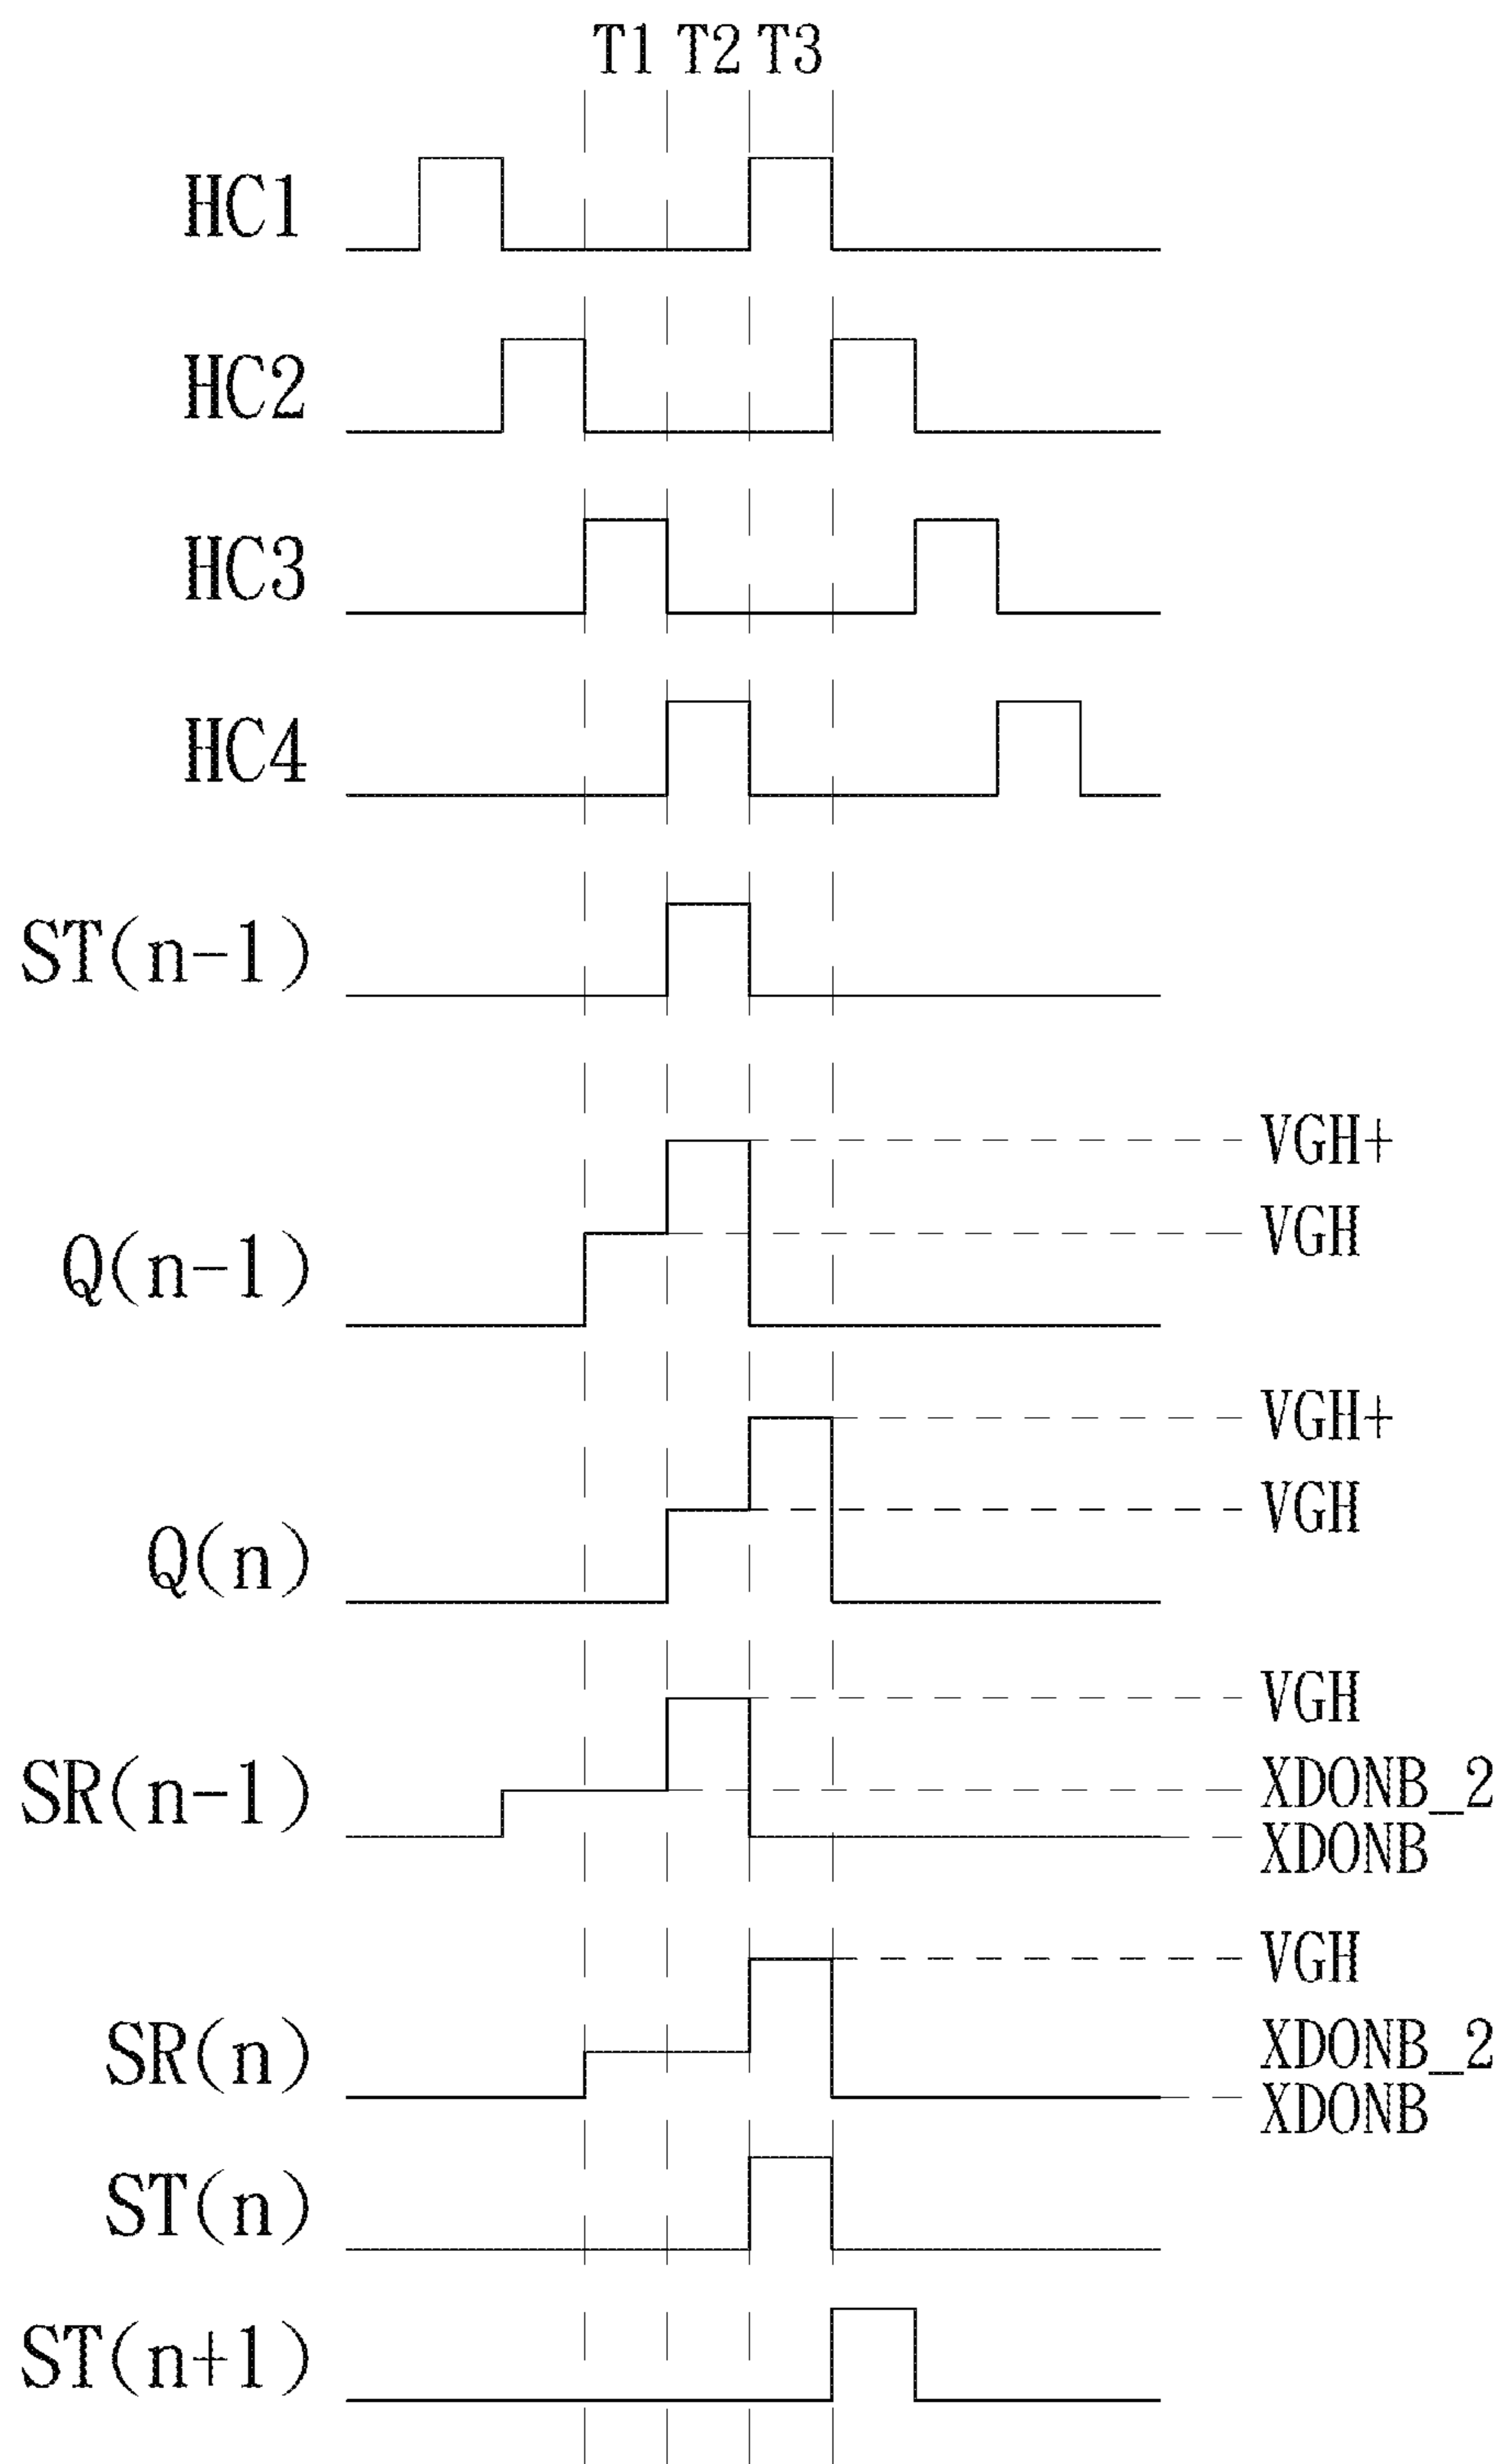 T1 T2 T3
HC1
HC2
HC3
HC4
ST(n-1)
VGH+
VGH
Q(n-1)
VGH+
VGH
Q(n)
VGH
XDONB_2
SR(n-1)
XDONB
VGH
XDONB_2
SR(n)
XDONB
ST(n)
ST(n+1)